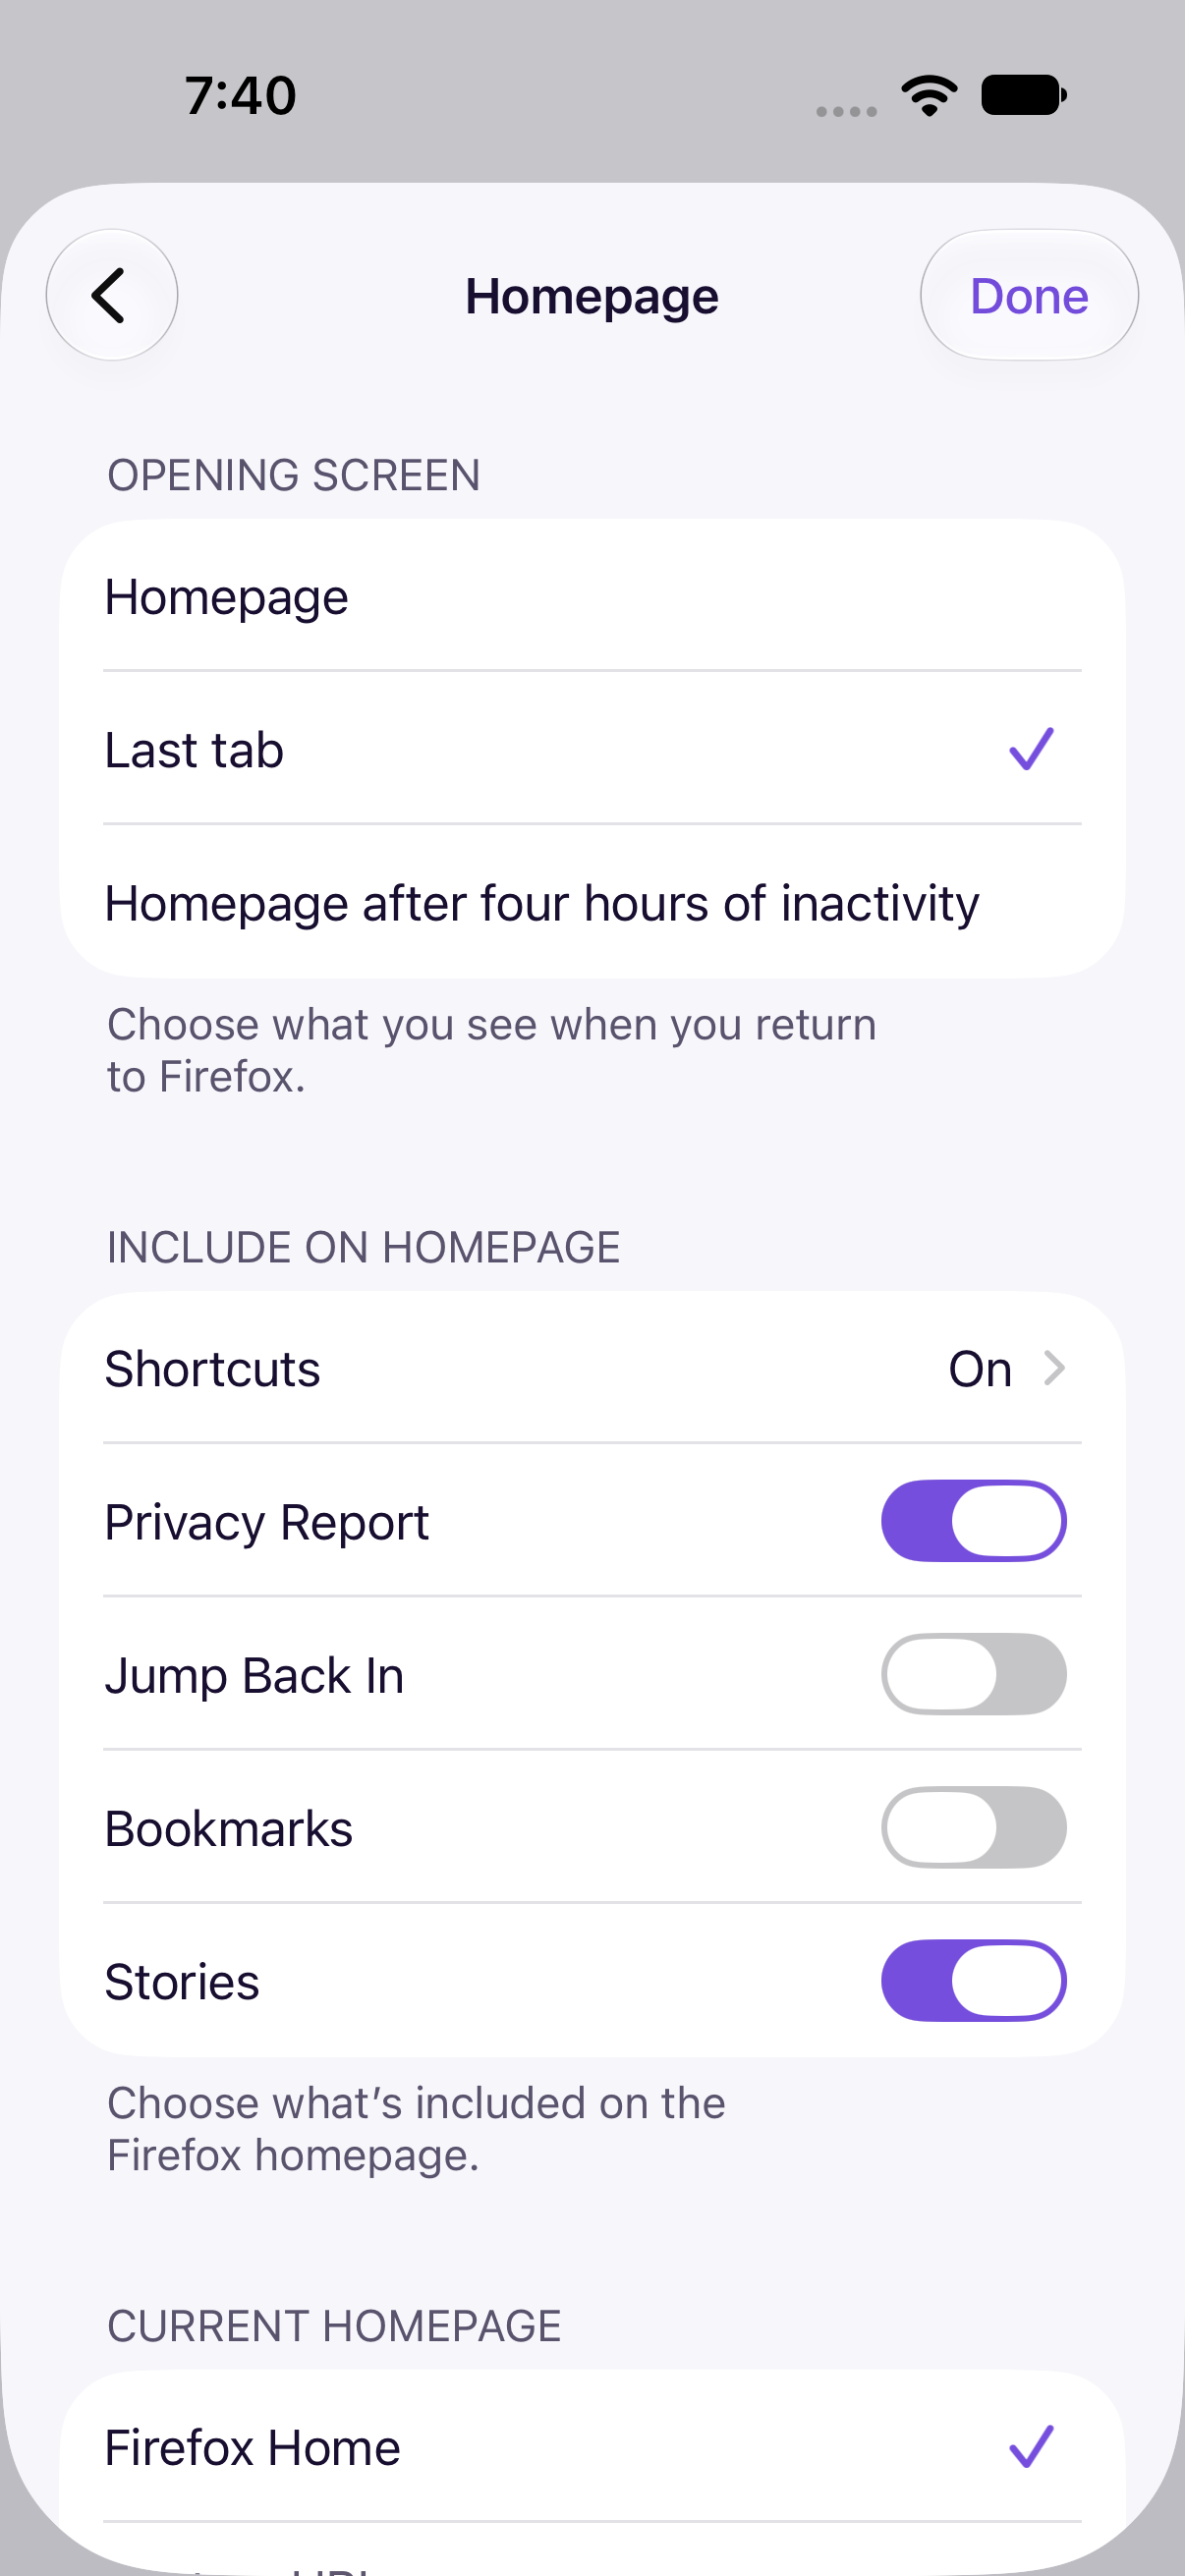 7:40
Homepage
Done
OPENING SCREEN
Homepage
Last tab
Homepage after four hours of inactivity
Choose what you see when you return
to Firefox.
INCLUDE ON HOMEPAGE
Shortcuts On
Privacy Report
Jump Back In
Bookmarks
Stories
Choose what’s included on the
Firefox homepage.
CURRENT HOMEPAGE
Firefox Home